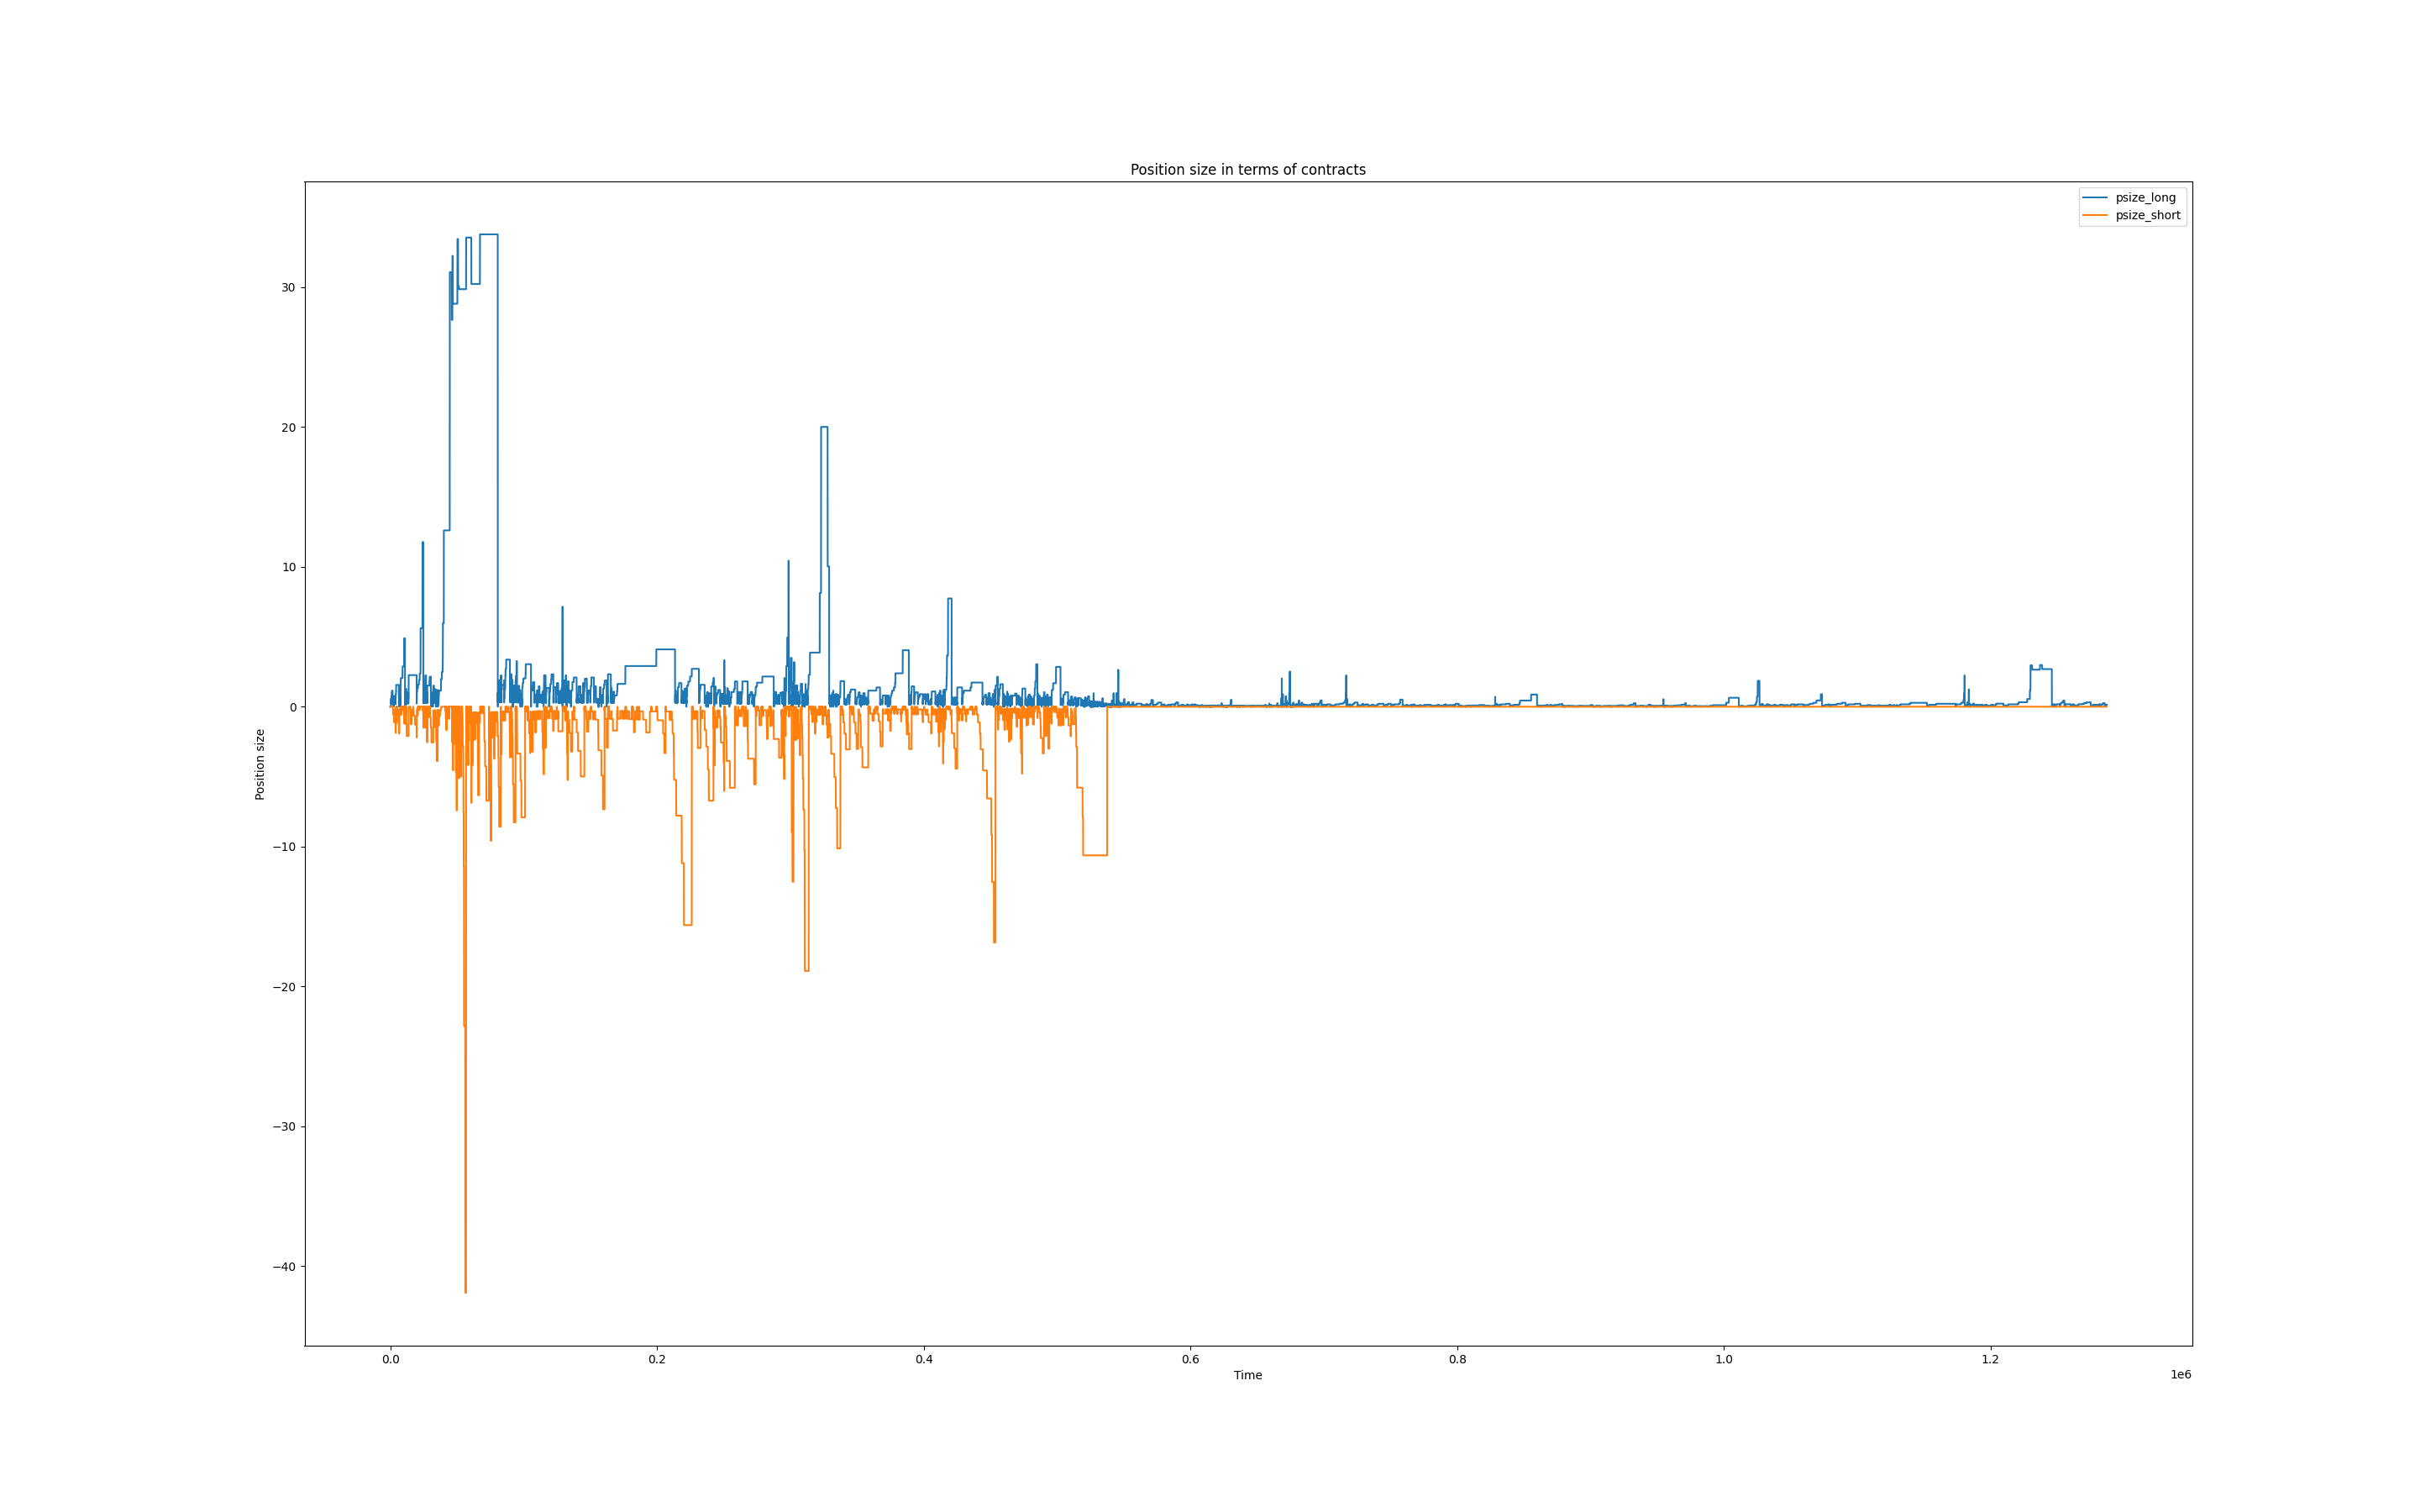 Position size in terms of contracts
psize_long
psize_short
Position size
30
20
10
0
−10
−20
−30
−40
0.0 0.2 0.4 0.6 0.8 1.0 1.2
Time
1e6